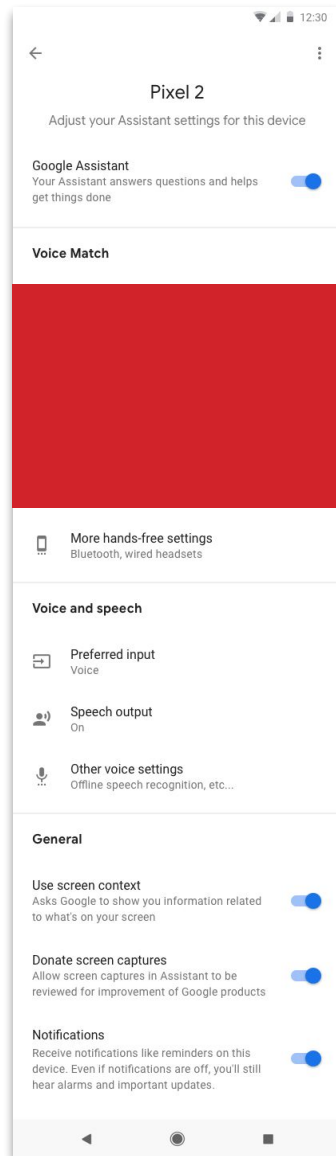 12:30
Pixel 2
Adjust your Assistant settings for this device
Google Assistant
Your Assistant answers questions and helps
get things done
Voice Match
More hands-free settings
Bluetooth, wired headsets
Voice and speech
Preferred input
Voice
Speech output
On
Other voice settings
Offline speech recognition, etc...
General
Use screen context
Asks Google to show you information related
to what's on your screen
Donate screen captures
Allow screen captures in Assistant to be
reviewed for improvement of Google products
Notifications
Receive notifications like reminders on this
device. Even if notifications are off, you'll still
hear alarms and important updates.